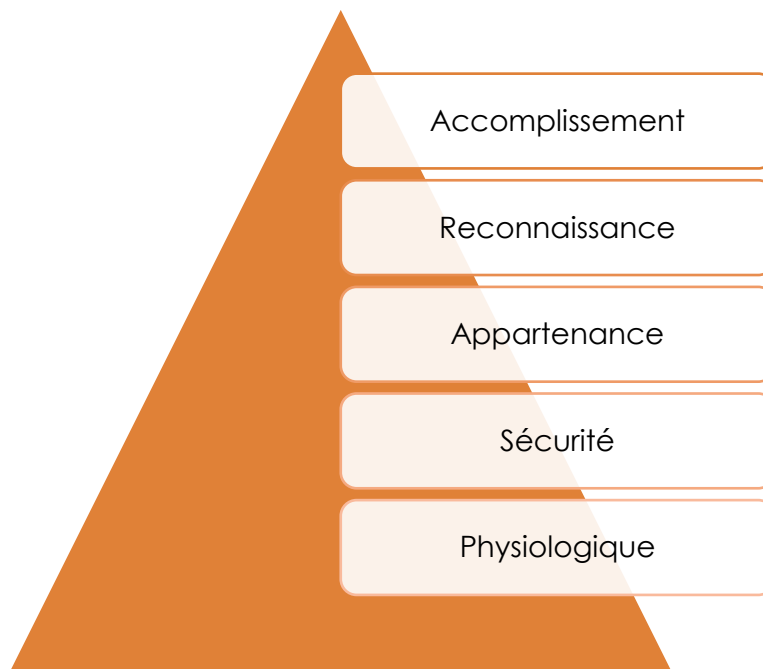 Accomplissement
Reconnaissance
Appartenance
Sécurité
Physiologique